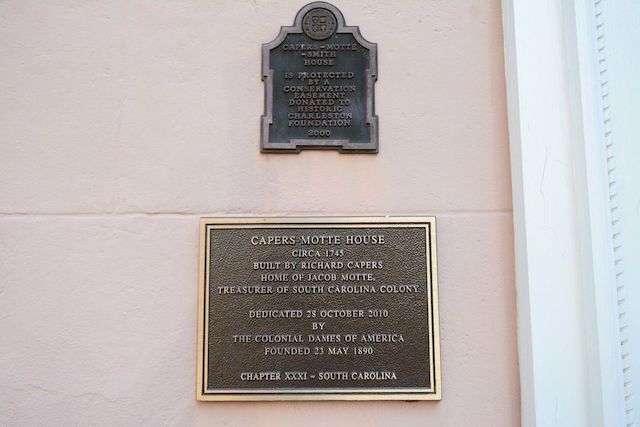 CAPERS-MOTTE
-SMITH
HOUSE
IS PROTECTED
BY A
CONSERVATION
EASEMENT
DONATED TO
HISTORIC
CHARLESTON
FOUNDATION
2000
CAPERS MOTTE HOUSE
CIRCA 1745
BUILT BY RICHARD CAPERS
HOME OF JACOB MOTTE,
TREASURER OF SOUTH CAROLINA COLONY
DEDICATED 28 OCTOBER 2010
BY
THE COLONIAL DAMES OF AMERICA
FOUNDED 23 MAY 1890
CHAPTER XXXI – SOUTH CAROLINA